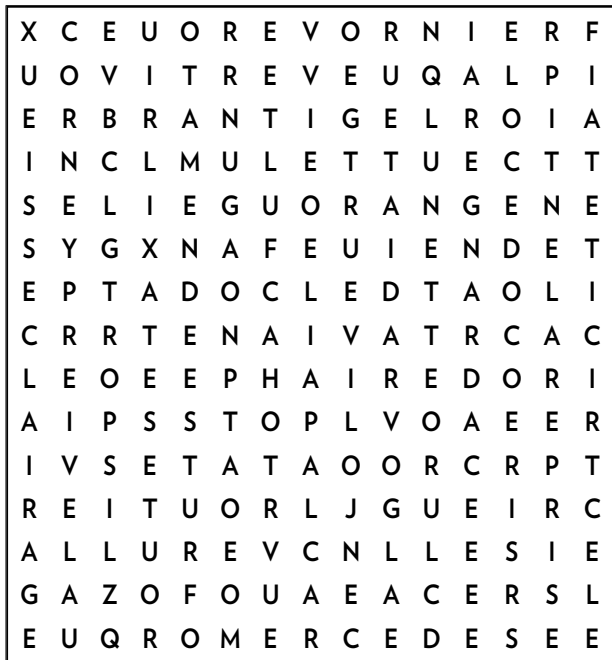 X C E U O R E V O R N I E R F
U O V I T R E V E U Q A L P I
E R B R A N T I G E L R O I A
I N C L M U L E T T U E C T T
S E L I E G U O R A N G E N E
S Y G X N A F E U I E N D E T
E P T A D O C L E D T A O L I
C R R T E N A I V A T R C A C
L E O E E P H A I R E D O R I
A I P S S T O P L V O A E E R
I V S E T A T A O O R C R P T
R E I T U O R L J G U E I R C
A L L U R E V C N L L E S I E
G A Z O F O U A E A C E R S L
E U Q R O M E R C E D E S E E